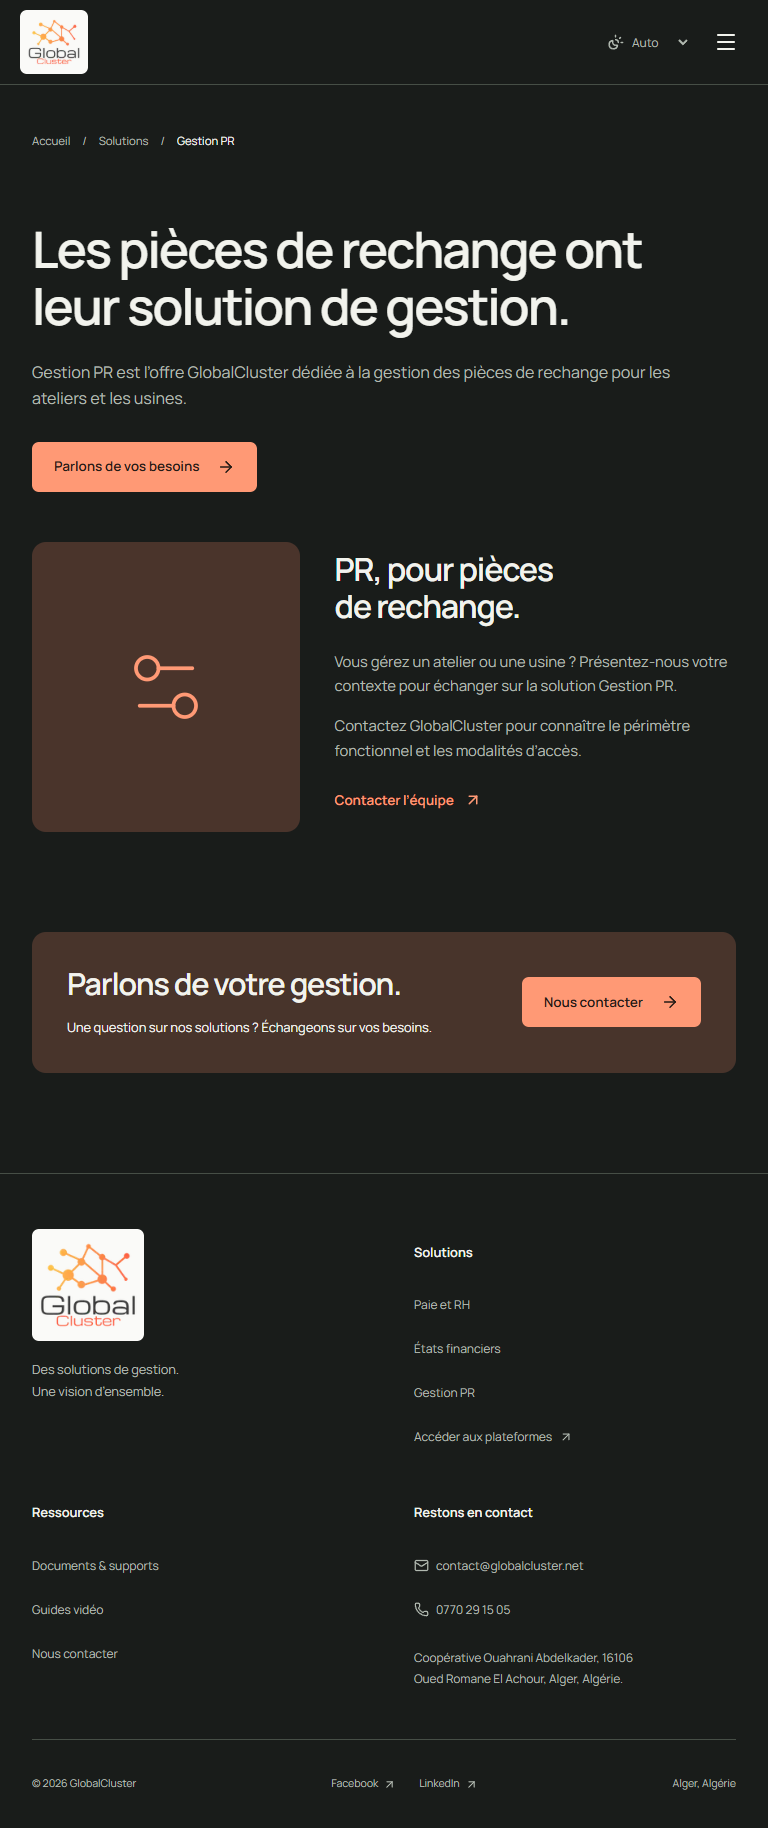 Global
Cluster
Auto
Accueil / Solutions / Gestion PR
Les pièces de rechange ont
leur solution de gestion.
Gestion PR est l’offre GlobalCluster dédiée à la gestion des pièces de rechange pour les
ateliers et les usines.
Parlons de vos besoins
PR, pour pièces
de rechange.
Vous gérez un atelier ou une usine ? Présentez-nous votre
contexte pour échanger sur la solution Gestion PR.
Contactez GlobalCluster pour connaître le périmètre
fonctionnel et les modalités d’accès.
Contacter l’équipe
Parlons de votre gestion.
Une question sur nos solutions ? Échangeons sur vos besoins.
Nous contacter
Global
Cluster
Des solutions de gestion.
Une vision d’ensemble.
Solutions
Paie et RH
États financiers
Gestion PR
Accéder aux plateformes
Ressources
Documents & supports
Guides vidéo
Nous contacter
Restons en contact
contact@globalcluster.net
0770 29 15 05
Coopérative Ouahrani Abdelkader, 16106
Oued Romane El Achour, Alger, Algérie.
© 2026 GlobalCluster
Facebook
LinkedIn
Alger, Algérie